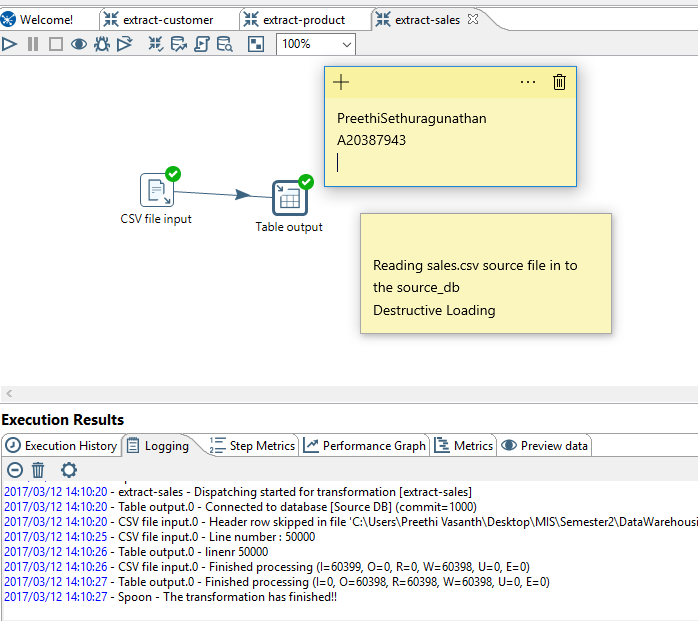 Welcome!
extract-customer
extract-product
extract-sales
100%
PreethiSethuragunathan
A20387943
CSV file input
Table output
Reading sales.csv source file in to
the source_db
Destructive Loading
Execution Results
Execution History
Logging
Step Metrics
Performance Graph
Metrics
Preview data
2017/03/12 14:10:20 - extract-sales - Dispatching started for transformation [extract-sales]
2017/03/12 14:10:20 - Table output.0 - Connected to database [Source DB] (commit=1000)
2017/03/12 14:10:20 - CSV file input.0 - Header row skipped in file 'C:\Users\Preethi Vasanth\Desktop\MIS\Semester2\DataWarehousi
2017/03/12 14:10:25 - CSV file input.0 - Line number : 50000
2017/03/12 14:10:26 - Table output.0 - linenr 50000
2017/03/12 14:10:26 - CSV file input.0 - Finished processing (I=60399, O=0, R=0, W=60398, U=0, E=0)
2017/03/12 14:10:27 - Table output.0 - Finished processing (I=0, O=60398, R=60398, W=60398, U=0, E=0)
2017/03/12 14:10:27 - Spoon - The transformation has finished!!